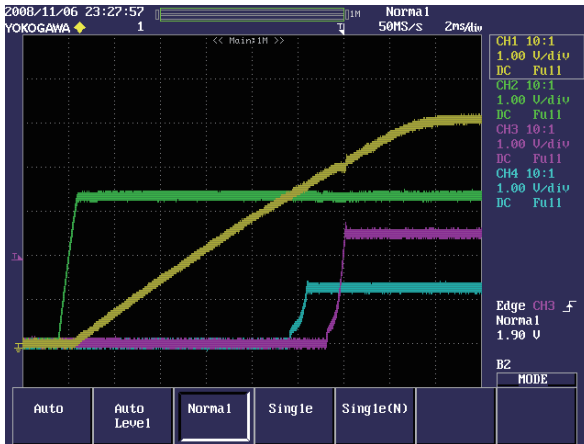 2008/11/06 23:27:57
1M
Normal
YOKOGAWA
1
50MS/s 2ms/div
<< Main:1M >>
CH1 10:1
1.00 V/div
DC Full
CH2 10:1
1.00 V/div
DC Full
CH3 10:1
1.00 V/div
DC Full
CH4 10:1
1.00 V/div
DC Full
Edge CH3
Normal
1.90 V
B2
MODE
Auto
Auto Level
Normal
Single
Single(N)